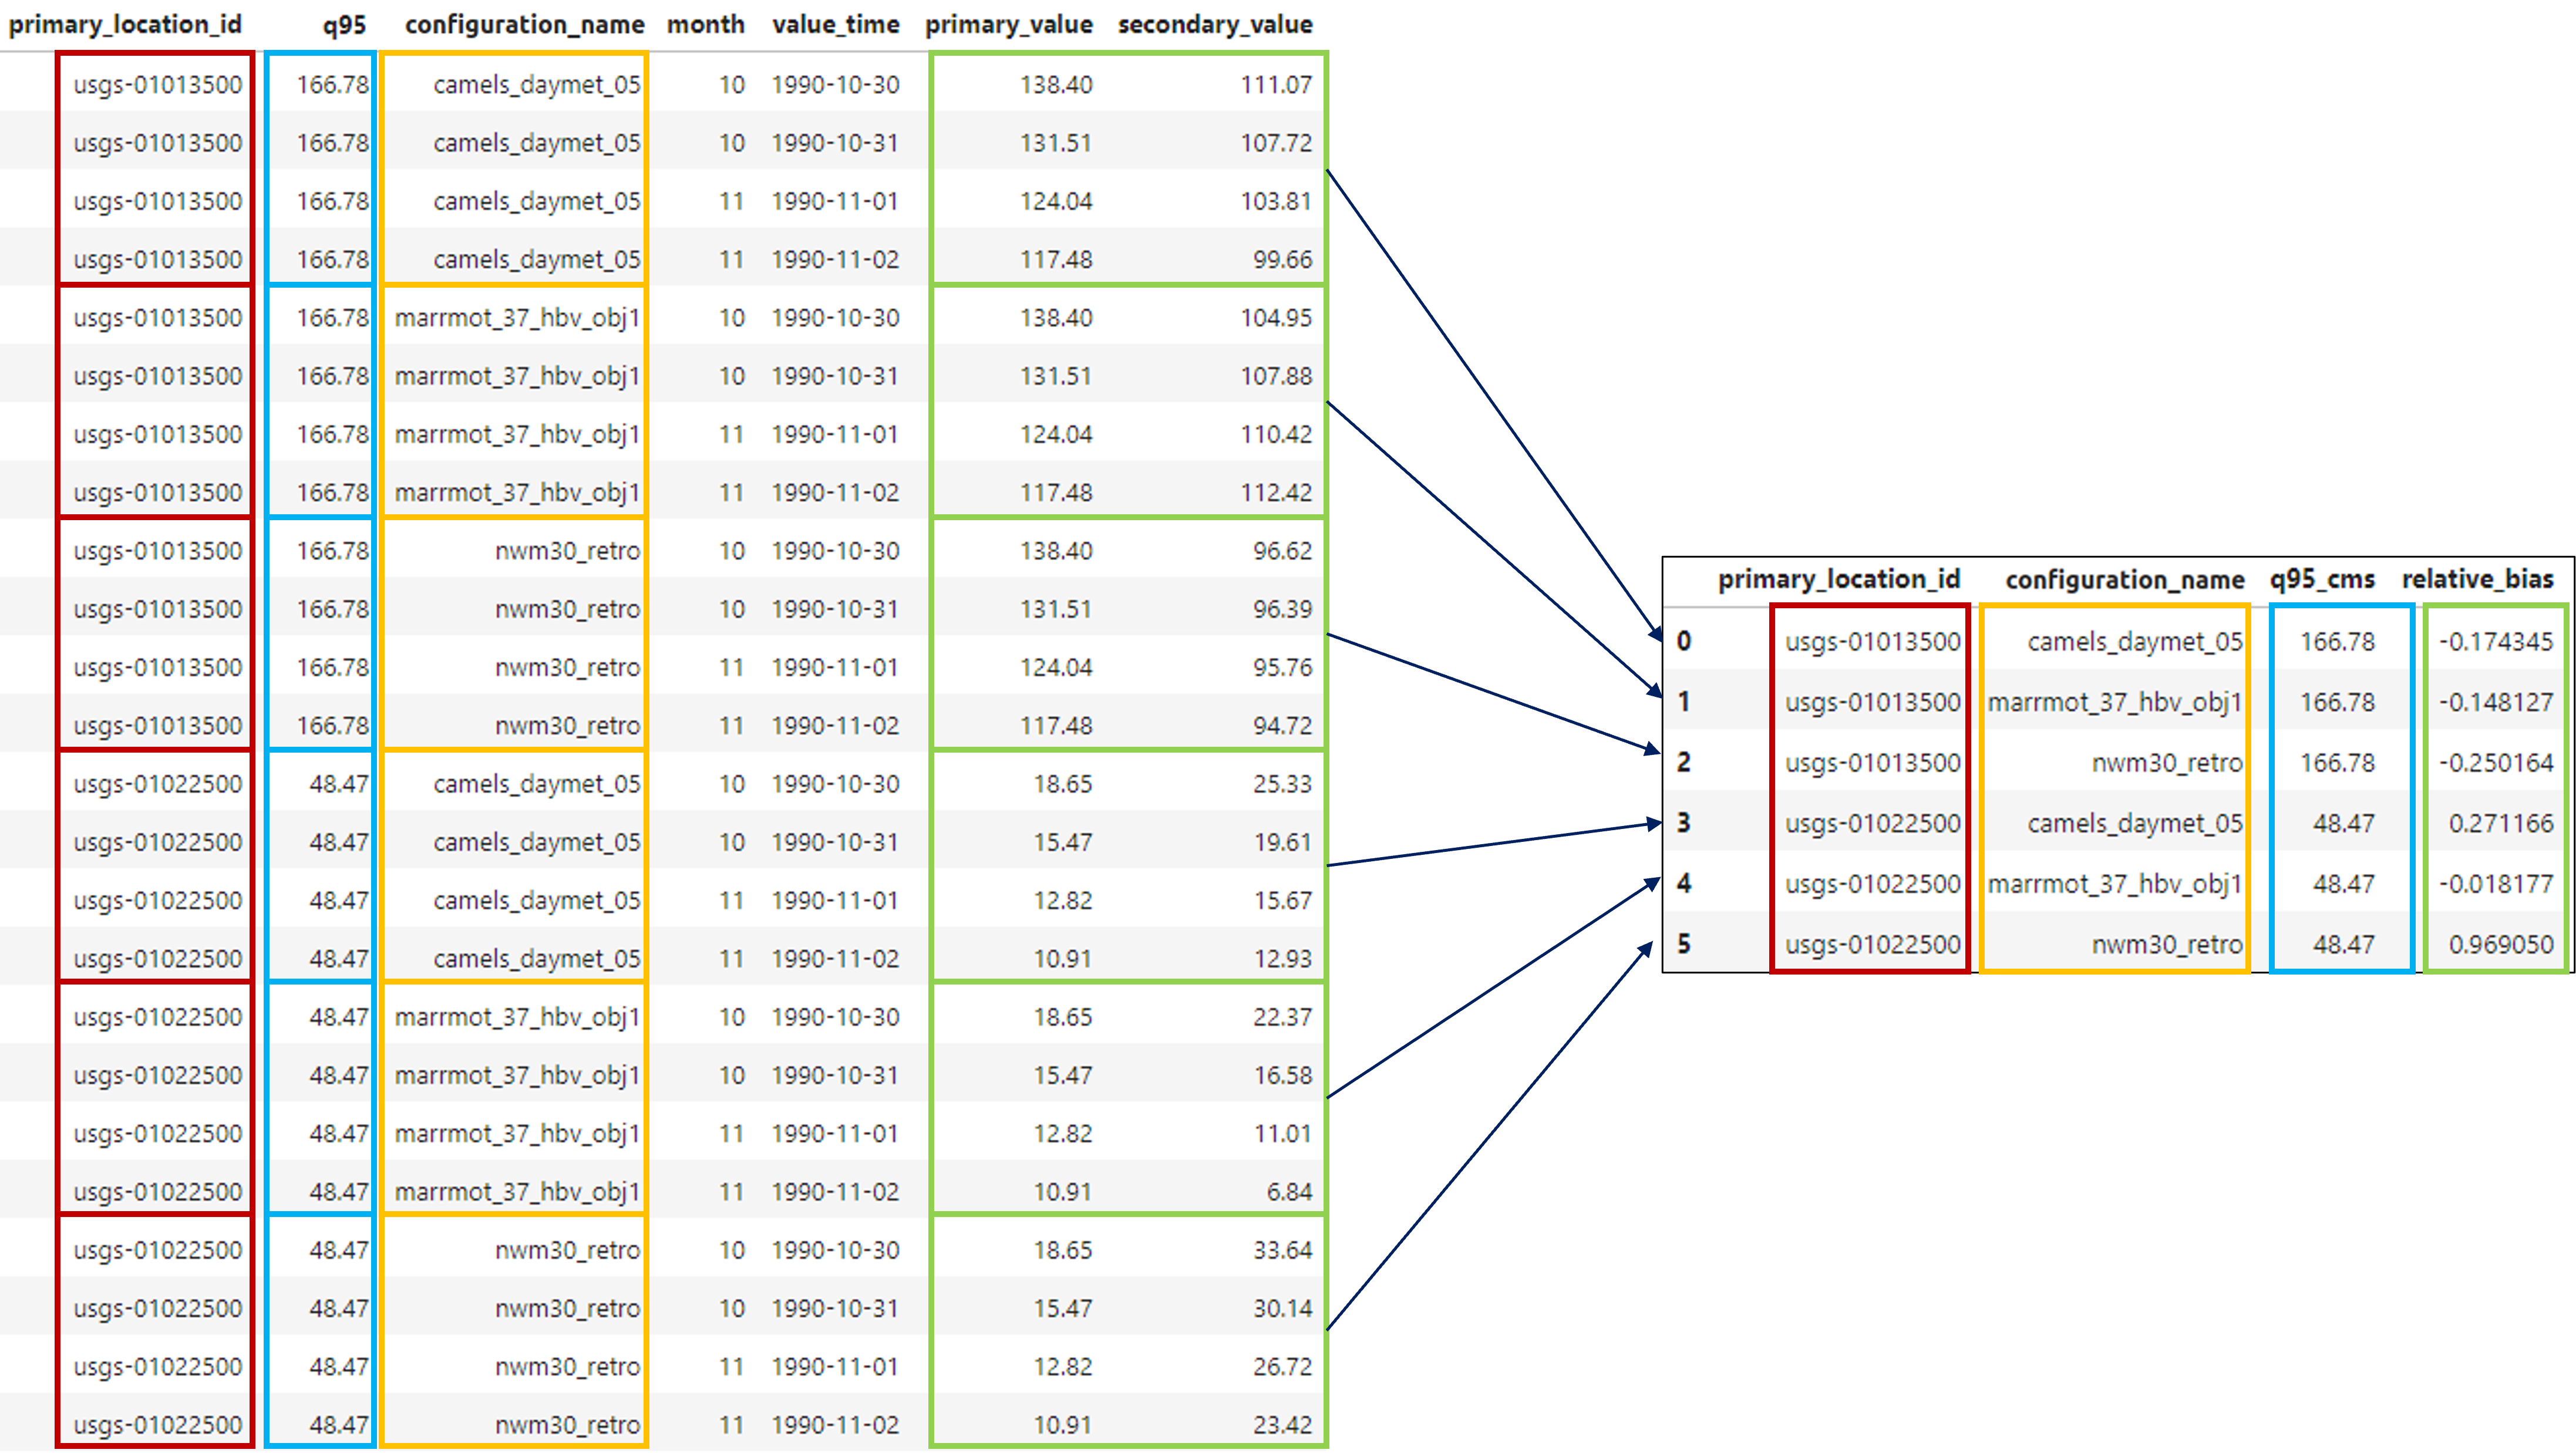 primary_location_id q95 configuration_name month value_time primary_value secondary_value
usgs-01013500 166.78 camels_daymet_05 10 1990-10-30 138.40 111.07
usgs-01013500 166.78 camels_daymet_05 10 1990-10-31 131.51 107.72
usgs-01013500 166.78 camels_daymet_05 11 1990-11-01 124.04 103.81
usgs-01013500 166.78 camels_daymet_05 11 1990-11-02 117.48 99.66
usgs-01013500 166.78 marrmot_37_hbv_obj1 10 1990-10-30 138.40 104.95
usgs-01013500 166.78 marrmot_37_hbv_obj1 10 1990-10-31 131.51 107.88
usgs-01013500 166.78 marrmot_37_hbv_obj1 11 1990-11-01 124.04 110.42
usgs-01013500 166.78 marrmot_37_hbv_obj1 11 1990-11-02 117.48 112.42
usgs-01013500 166.78 nwm30_retro 10 1990-10-30 138.40 96.62
usgs-01013500 166.78 nwm30_retro 10 1990-10-31 131.51 96.39
usgs-01013500 166.78 nwm30_retro 11 1990-11-01 124.04 95.76
usgs-01013500 166.78 nwm30_retro 11 1990-11-02 117.48 94.72
usgs-01022500 48.47 camels_daymet_05 10 1990-10-30 18.65 25.33
usgs-01022500 48.47 camels_daymet_05 10 1990-10-31 15.47 19.61
usgs-01022500 48.47 camels_daymet_05 11 1990-11-01 12.82 15.67
usgs-01022500 48.47 camels_daymet_05 11 1990-11-02 10.91 12.93
usgs-01022500 48.47 marrmot_37_hbv_obj1 10 1990-10-30 18.65 22.37
usgs-01022500 48.47 marrmot_37_hbv_obj1 10 1990-10-31 15.47 16.58
usgs-01022500 48.47 marrmot_37_hbv_obj1 11 1990-11-01 12.82 11.01
usgs-01022500 48.47 marrmot_37_hbv_obj1 11 1990-11-02 10.91 6.84
usgs-01022500 48.47 nwm30_retro 10 1990-10-30 18.65 33.64
usgs-01022500 48.47 nwm30_retro 10 1990-10-31 15.47 30.14
usgs-01022500 48.47 nwm30_retro 11 1990-11-01 12.82 26.72
usgs-01022500 48.47 nwm30_retro 11 1990-11-02 10.91 23.42
primary_location_id configuration_name q95_cms relative_bias
0 usgs-01013500 camels_daymet_05 166.78 -0.174345
1 usgs-01013500 marrmot_37_hbv_obj1 166.78 -0.148127
2 usgs-01013500 nwm30_retro 166.78 -0.250164
3 usgs-01022500 camels_daymet_05 48.47 0.271166
4 usgs-01022500 marrmot_37_hbv_obj1 48.47 -0.018177
5 usgs-01022500 nwm30_retro 48.47 0.969050